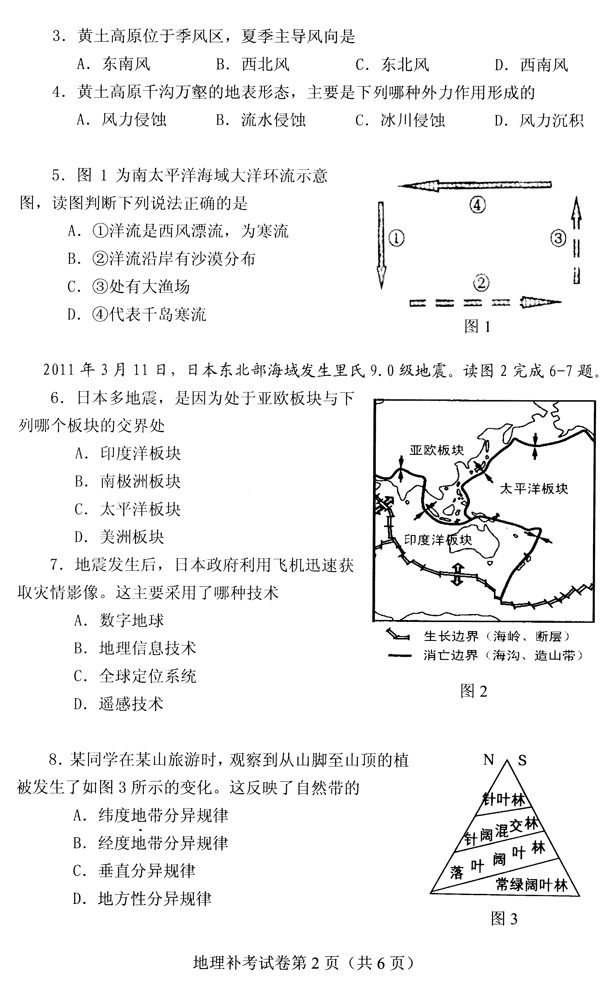 3. 黄土高原位于季风区，夏季主导风向是
A. 东南风 B. 西北风 C. 东北风 D. 西南风
4. 黄土高原千沟万壑的地表形态，主要是下列哪种外力作用形成的
A. 风力侵蚀 B. 流水侵蚀 C. 冰川侵蚀 D. 风力沉积
5. 图 1 为南太平洋海域大洋环流示意
图，读图判断下列说法正确的是
A. ①洋流是西风漂流，为寒流
B. ②洋流沿岸有沙漠分布
C. ③处有大渔场
D. ④代表千岛寒流
④
①
③
②
图 1
2011 年 3 月 11 日，日本东北部海域发生里氏 9.0 级地震。读图 2 完成 6-7 题。
6. 日本多地震，是因为处于亚欧板块与下
列哪个板块的交界处
A. 印度洋板块
B. 南极洲板块
C. 太平洋板块
D. 美洲板块
7. 地震发生后，日本政府利用飞机迅速获
取灾情影像。这主要采用了哪种技术
A. 数字地球
B. 地理信息技术
C. 全球定位系统
D. 遥感技术
亚欧板块
太平洋板块
印度洋板块
生长边界（海岭、断层）
消亡边界（海沟、造山带）
图 2
8. 某同学在某山旅游时，观察到从山脚至山顶的植
被发生了如图 3 所示的变化。这反映了自然带的
A. 纬度地带分异规律
B. 经度地带分异规律
C. 垂直分异规律
D. 地方性分异规律
N S
针叶林
针阔混交林
落叶阔叶林
常绿阔叶林
图 3
地理补考试卷第 2 页（共 6 页）